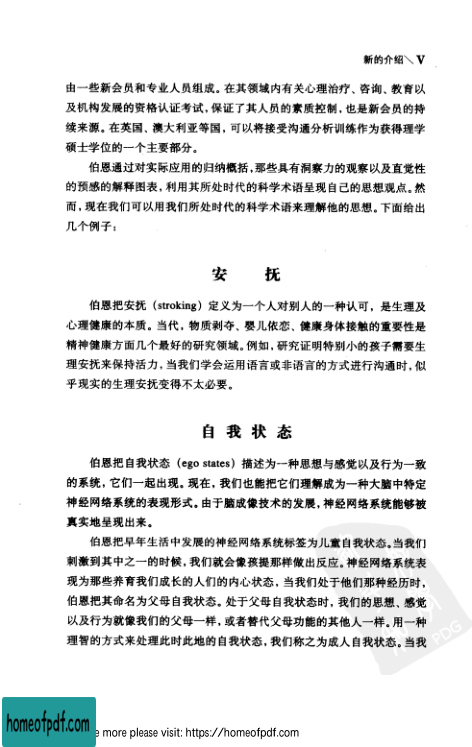 新的介绍\ V
由一些新会员和专业人员组成。在其领域内有关心理治疗、咨询、教育以
及机构发展的资格认证考试，保证了其人员的素质控制，也是新会员的持
续来源。在英国、澳大利亚等国，可以将接受沟通分析训练作为获得理学
硕士学位的一个主要部分。
伯恩通过对实际应用的归纳概括，那些具有洞察力的观察以及直觉性
的预感的解释图表，利用其所处时代的科学术语呈现自己的思想观点。然
而，现在我们可以用我们所处时代的科学术语来理解他的思想。下面给出
几个例子：
安 抚
伯恩把安抚（stroking）定义为一个人对别人的一种认可，是生理及
心理健康的本质。当代，物质剥夺、婴儿依恋、健康身体接触的重要性是
精神健康方面几个最好的研究领域。例如，研究证明特别小的孩子需要生
理安抚来保持活力，当我们学会运用语言或非语言的方式进行沟通时，似
乎现实的生理安抚变得不太必要。
自 我 状 态
伯恩把自我状态（ego states）描述为一种思想与感觉以及行为一致
的系统，它们一起出现。现在，我们也能把它们理解成为一种大脑中特定
神经网络系统的表现形式。由于脑成像技术的发展，神经网络系统能够被
真实地呈现出来。
伯恩把早年生活中发展的神经网络系统标签为儿童自我状态。当我们
刺激到其中之一的时候，我们就会像孩提那样做出反应。神经网络系统表
现为那些养育我们成长的人们的内心状态，当我们处于他们那种经历时，
伯恩把其命名为父母自我状态。处于父母自我状态时，我们的思想、感觉
以及行为就像我们的父母一样，或者替代父母功能的其他人一样。用一种
理智的方式来处理此时此地的自我状态，我们称之为成人自我状态。当我
PDG
homeofpdf.com
e more please visit: https://homeofpdf.com